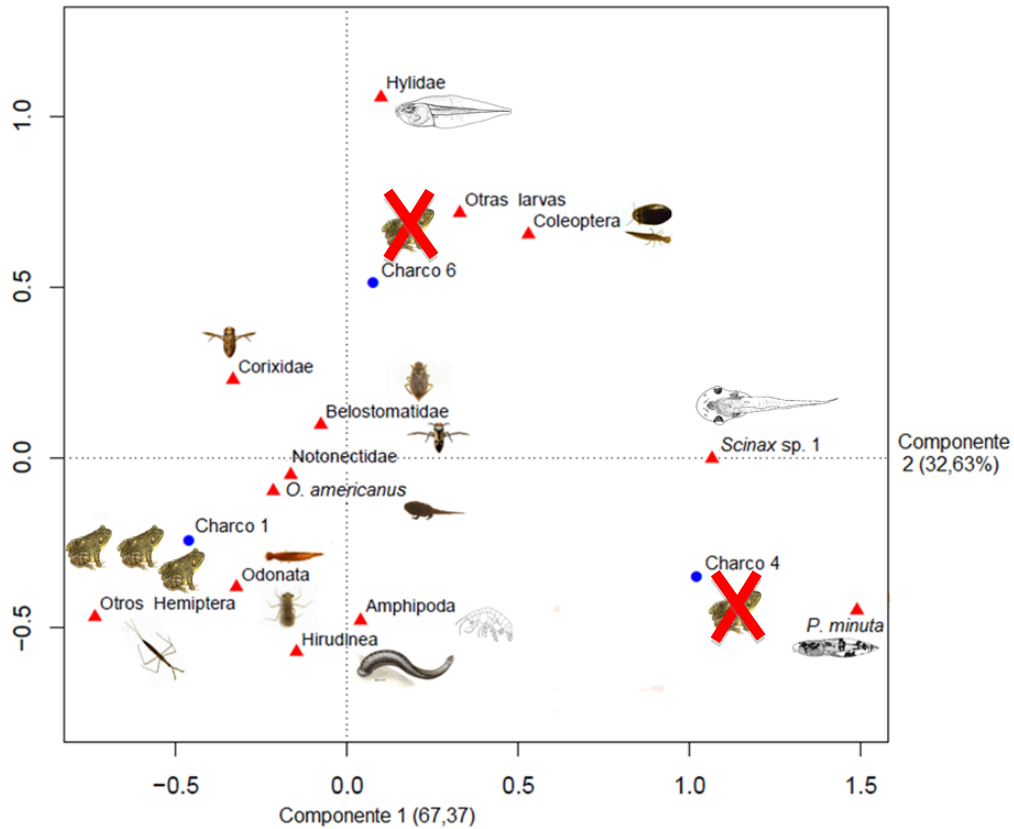 Hylidae
Otras larvas
Coleoptera
Charco 6
Corixidae
Belostomatidae
Notonectidae
O. americanus
Scinax sp. 1
Charco 1
Odonata
Otros Hemiptera
Amphipoda
Hirudinea
Charco 4
P. minuta
1.0
0.5
0.0
−0.5
−0.5
0.0
0.5
1.0
1.5
Componente 1 (67,37)
Componente
2 (32,63%)